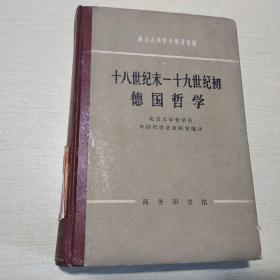 西方古典哲学原著选辑
十八世纪末—十九世纪初
德国哲学
北京大学哲学系
外国哲学史教研室编译
商务印书馆